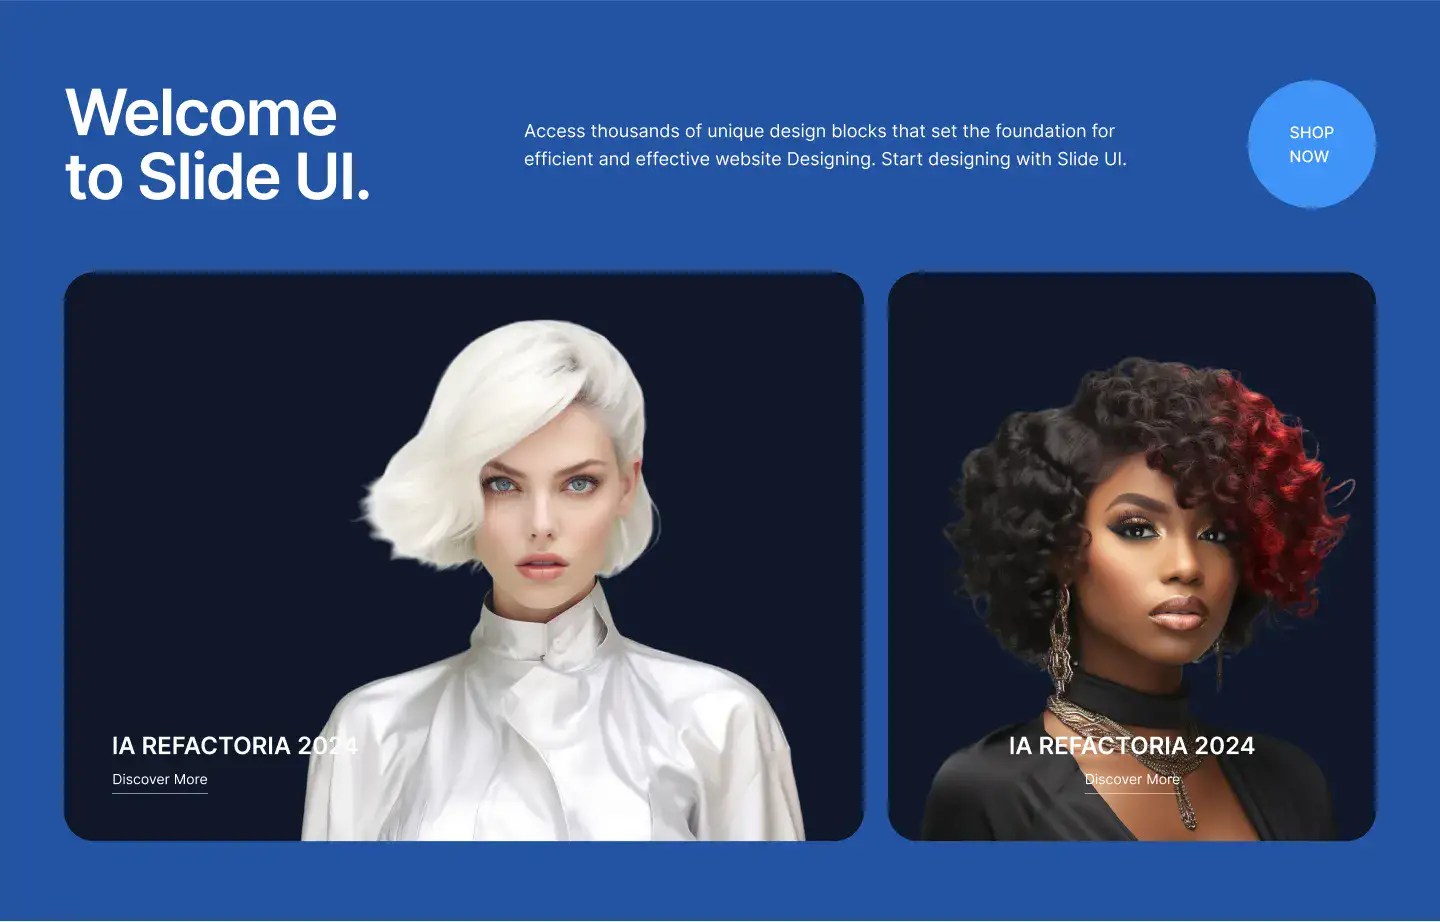 Welcome
to Slide UI.
Access thousands of unique design blocks that set the foundation for
efficient and effective website Designing. Start designing with Slide UI.
SHOP
NOW
IA REFACTORIA 2024
Discover More
IA REFACTORIA 2024
Discover More